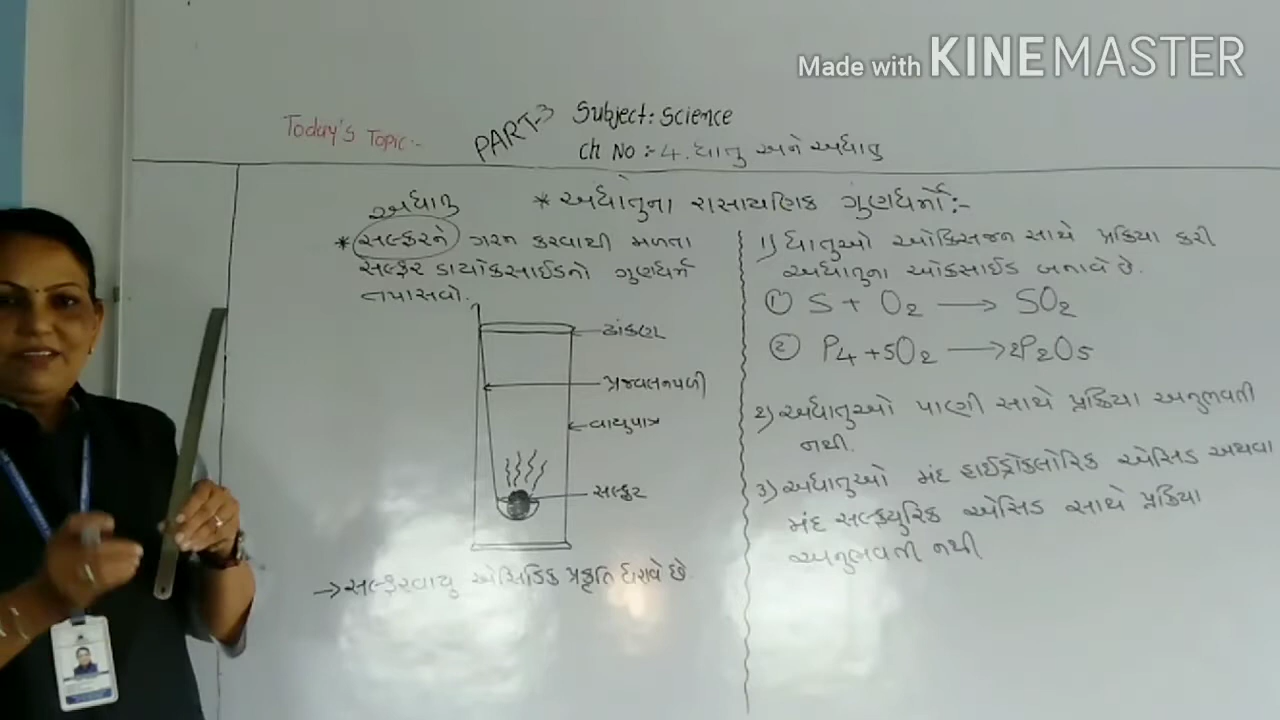 Made with KINEMASTER
Today's Topic:-
PART-3
Subject: Science
Ch No :- 4. ધાતુ અને અધાતુ
અધાતુ
* સલ્ફરને ગરમ કરવાથી મળતા
સલ્ફર ડાયોક્સાઈડનો ગુણધર્મ
તપાસવો.
ઢાંકણ
પ્રજ્વલનપળી
વાયુપાત્ર
સલ્ફર
→ સલ્ફરવાયુ એસિડિક પ્રકૃતિ ધરાવે છે
* અધાતુના રાસાયણિક ગુણધર્મો:-
1) ધાતુઓ ઓક્સિજન સાથે પ્રક્રિયા કરી
અધાતુના ઓક્સાઈડ બનાવે છે.
① S + O₂ → SO₂
② P₄ + 5O₂ → 2P₂O₅
૨) અધાતુઓ પાણી સાથે પ્રક્રિયા અનુભવતી
નથી.
૩) અધાતુઓ મંદ હાઈડ્રોક્લોરિક એસિડ અથવા
મંદ સલ્ફ્યુરિક એસિડ સાથે પ્રક્રિયા
અનુભવતી નથી